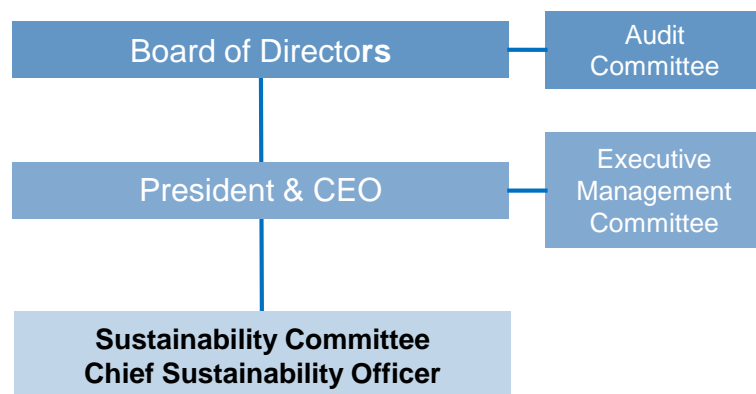 Board of Directors
Audit
Committee
President & CEO
Executive
Management
Committee
Sustainability Committee
Chief Sustainability Officer